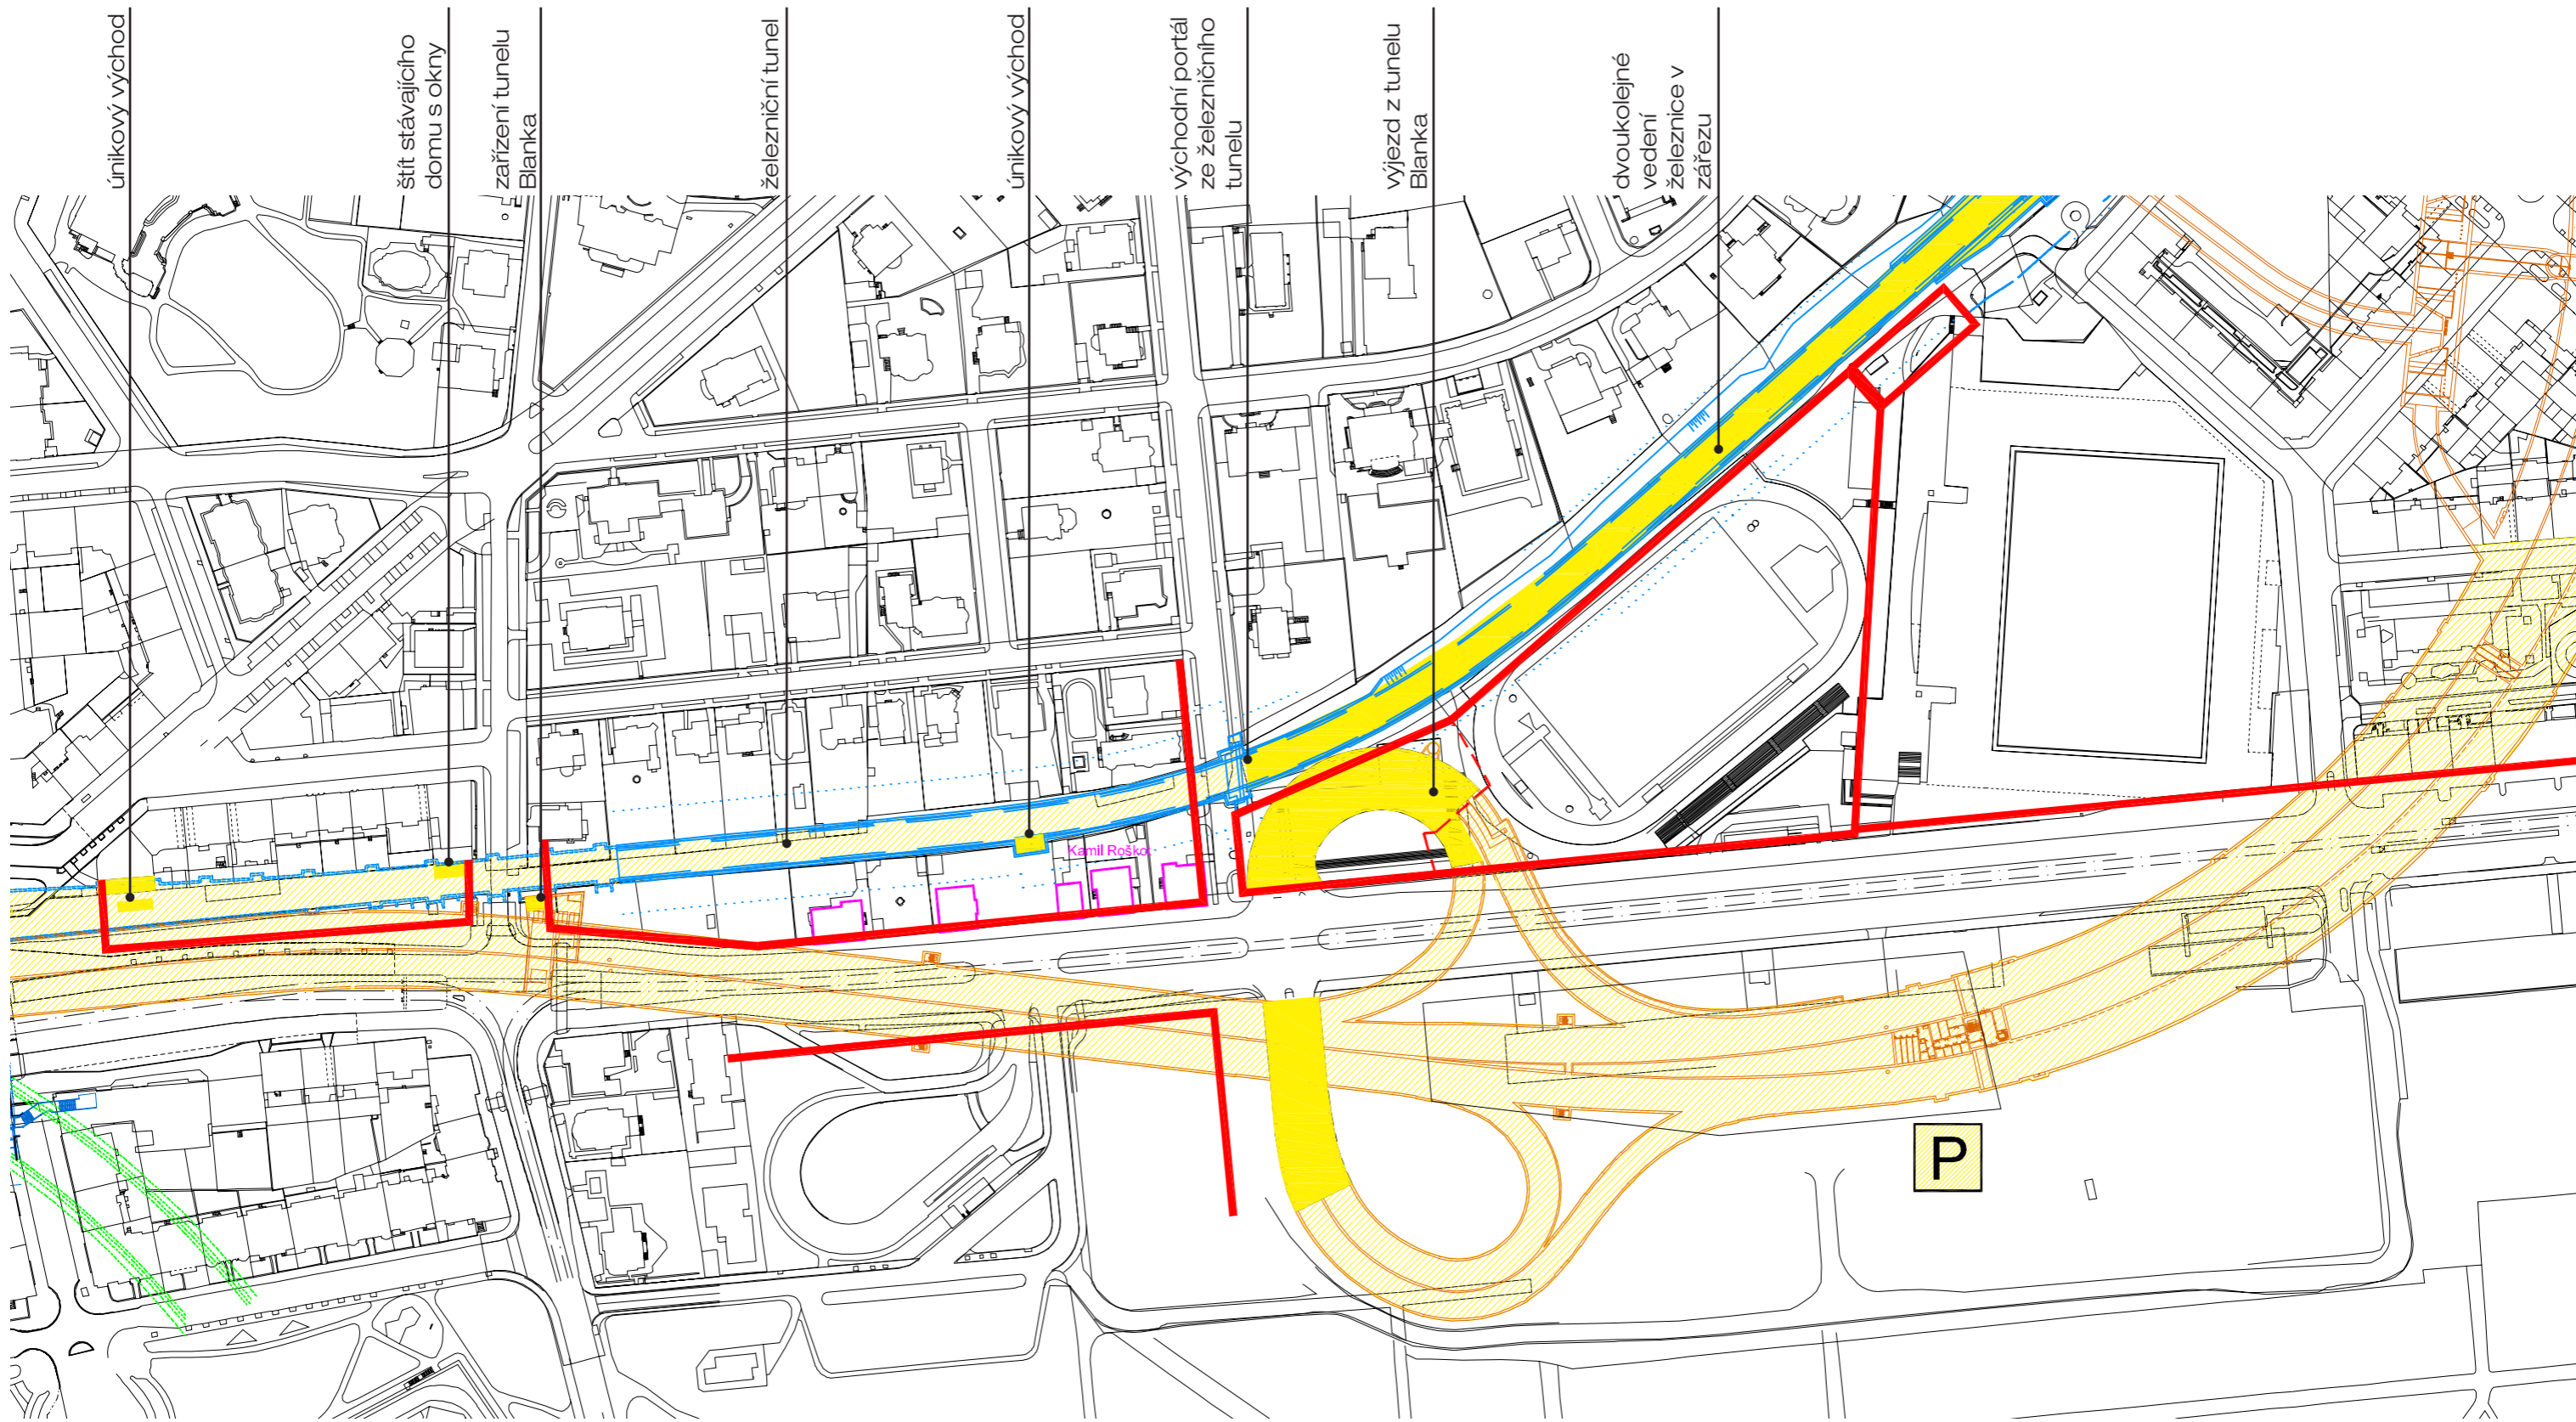 únikový východ
štít stávajícího
domu s okny
zařízení tunelu
Blanka
železniční tunel
únikový východ
východní portál
ze železničního
tunelu
výjezd z tunelu
Blanka
dvoukolejné
vedení
železnice v
zářezu
Kamil Roškot
P